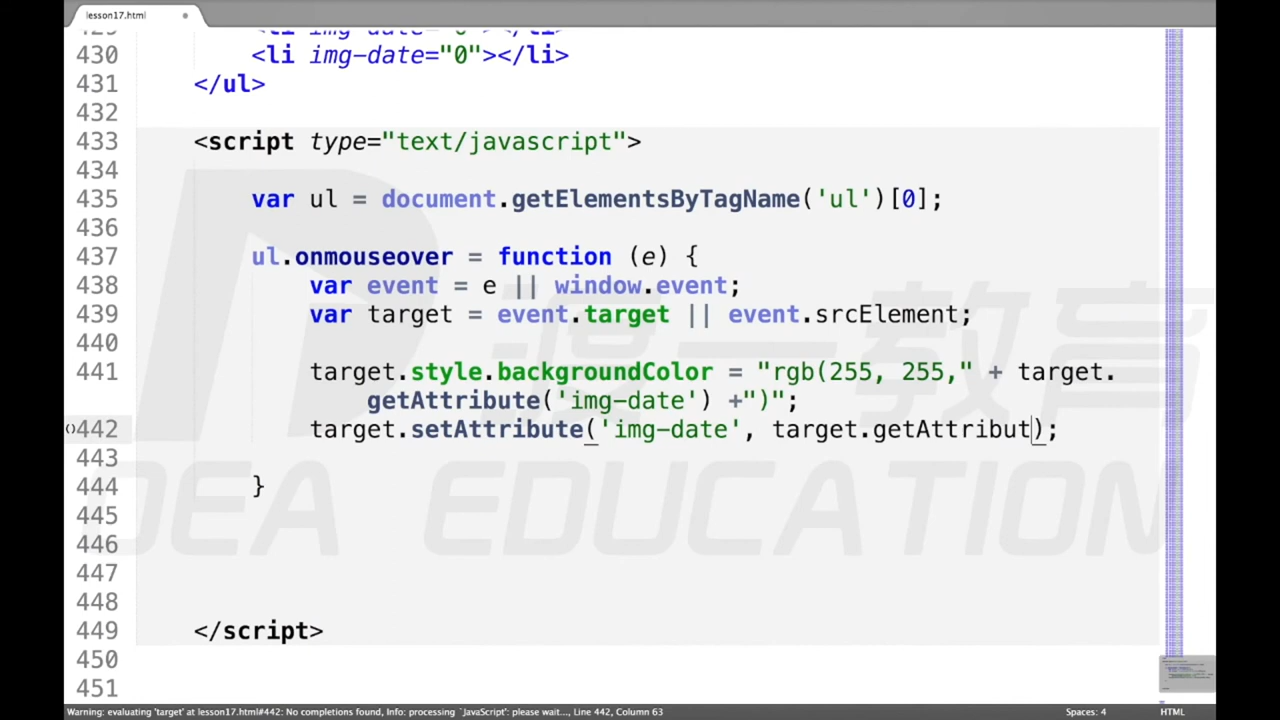 lesson17.html
430 <li img-date="0"></li>
431 </ul>
432
433 <script type="text/javascript">
434
435 var ul = document.getElementsByTagName('ul')[0];
436
437 ul.onmouseover = function (e) {
438 var event = e || window.event;
439 var target = event.target || event.srcElement;
440
441 target.style.backgroundColor = "rgb(255, 255," + target.
getAttribute('img-date') +")";
442 target.setAttribute('img-date', target.getAttribut);
443
444 }
445
446
447
448
449 </script>
450
451
教育
EDUCATION
Warning: evaluating 'target' at lesson17.html#442: No completions found, Info: processing `JavaScript': please wait..., Line 442, Column 63
Spaces: 4
HTML